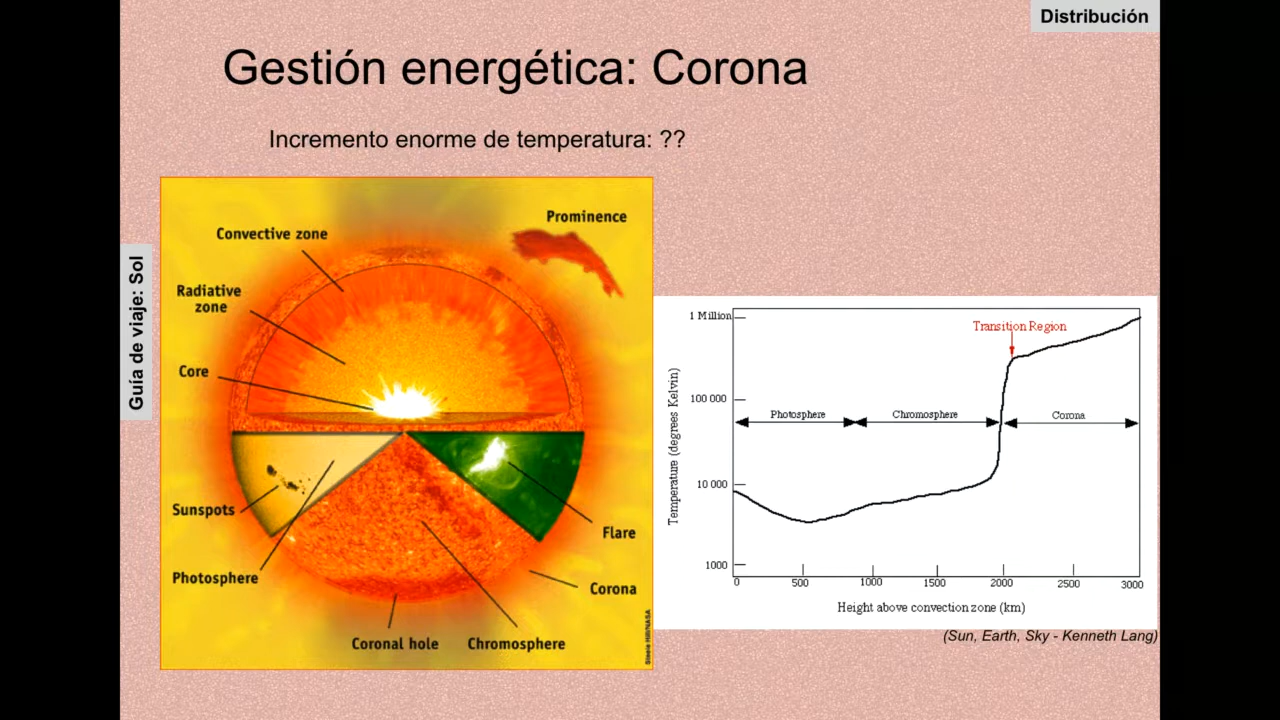 Distribución
Gestión energética: Corona
Incremento enorme de temperatura: ??
Guía de viaje: Sol
Prominence
Convective zone
Radiative
zone
Core
Sunspots
Photosphere
Flare
Corona
Coronal hole
Chromosphere
1 Million
100 000
10 000
1000
Temperature (degrees Kelvin)
Transition Region
Photosphere
Chromosphere
Corona
0
500
1000
1500
2000
2500
3000
Height above convection zone (km)
(Sun, Earth, Sky - Kenneth Lang)